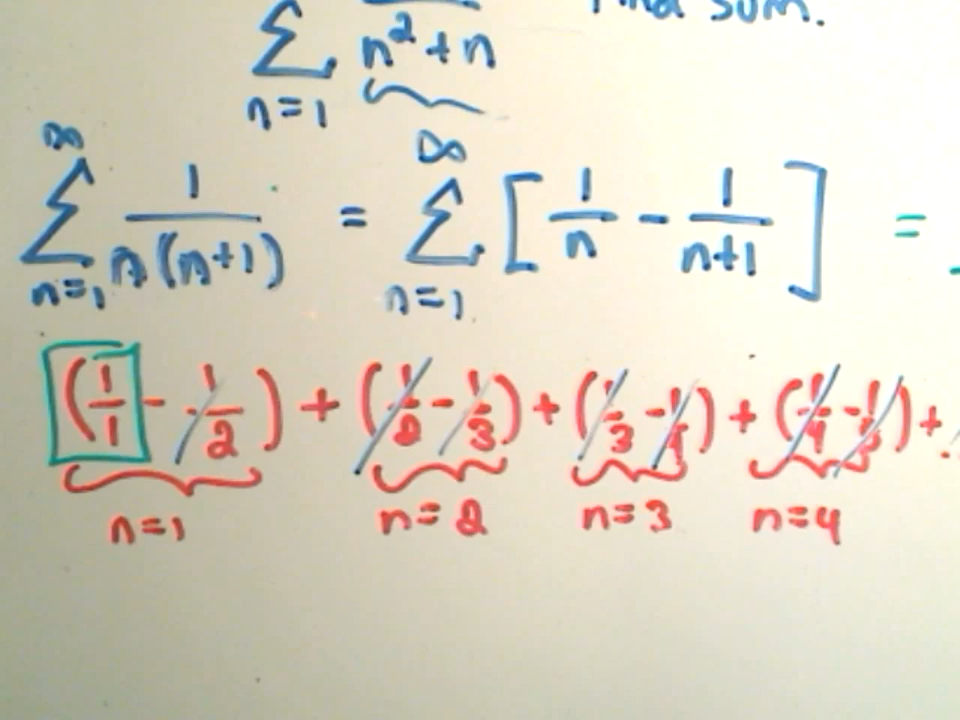 Find sum.
∑ n=1 n²+n
∞ ∑ n=1 1/n(n+1) = ∞ ∑ n=1 [1/n - 1/n+1] =
(1/1 - 1/2) + (1/2 - 1/3) + (1/3 - 1/4) + (1/4 - 1/5) + ..
n=1 n=2 n=3 n=4